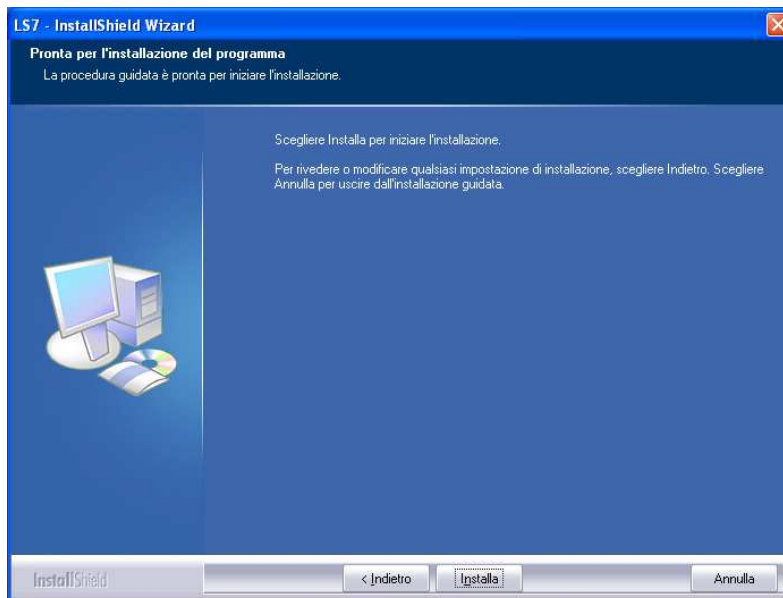 LS7 - InstallShield Wizard
Pronta per l'installazione del programma
La procedura guidata è pronta per iniziare l'installazione.
Scegliere Installa per iniziare l'installazione.
Per rivedere o modificare qualsiasi impostazione di installazione, scegliere Indietro. Scegliere
Annulla per uscire dall'installazione guidata.
InstallShield
< Indietro
Installa
Annulla